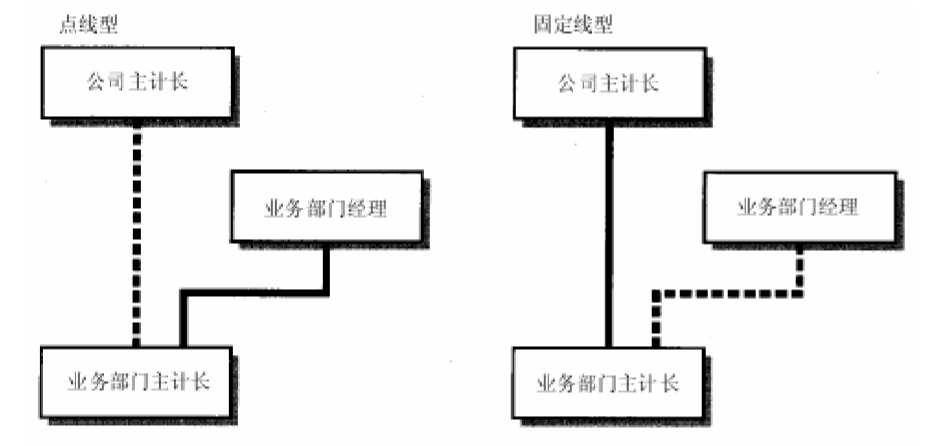 点线型
公司主计长
业务部门经理
业务部门主计长
固定线型
公司主计长
业务部门经理
业务部门主计长